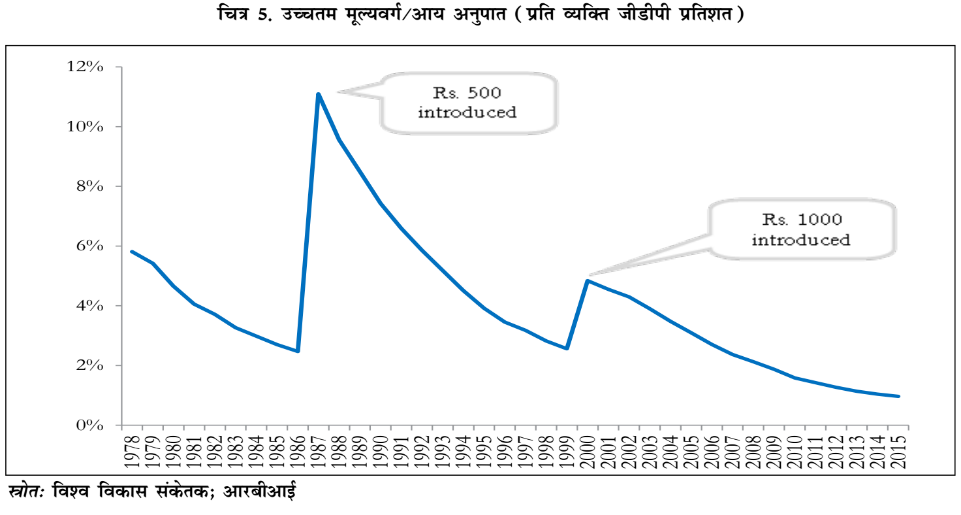 चित्र 5. उच्चतम मूल्यवर्ग/आय अनुपात (प्रति व्यक्ति जीडीपी प्रतिशत)
12%
Rs. 500
introduced
10%
8%
Rs. 1000
introduced
6%
4%
2%
0%
1978 1979 1980 1981 1982 1983 1984 1985 1986 1987 1988 1989 1990 1991 1992 1993 1994 1995 1996 1997 1998 1999 2000 2001 2002 2003 2004 2005 2006 2007 2008 2009 2010 2011 2012 2013 2014 2015
स्रोतः विश्व विकास संकेतक; आरबीआई